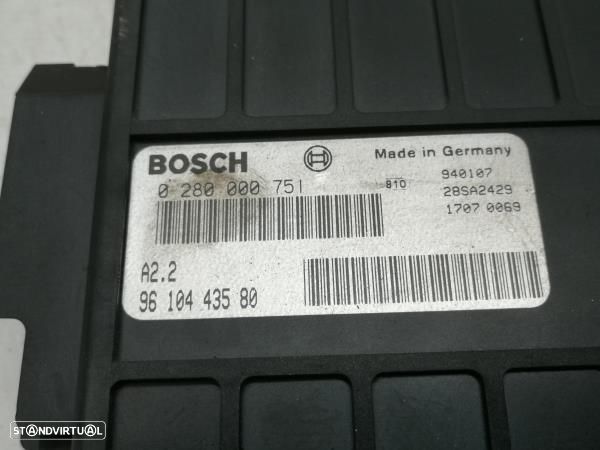 BOSCH
Made in Germany
0 280 000 751
810
940107
28SA2429
1707 0069
A2.2
96 104 435 80
STANDVIRTUAL